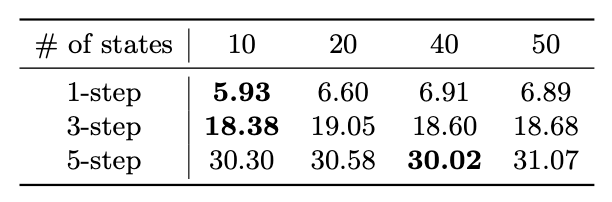 # of states 10 20 40 50
1-step 5.93 6.60 6.91 6.89
3-step 18.38 19.05 18.60 18.68
5-step 30.30 30.58 30.02 31.07